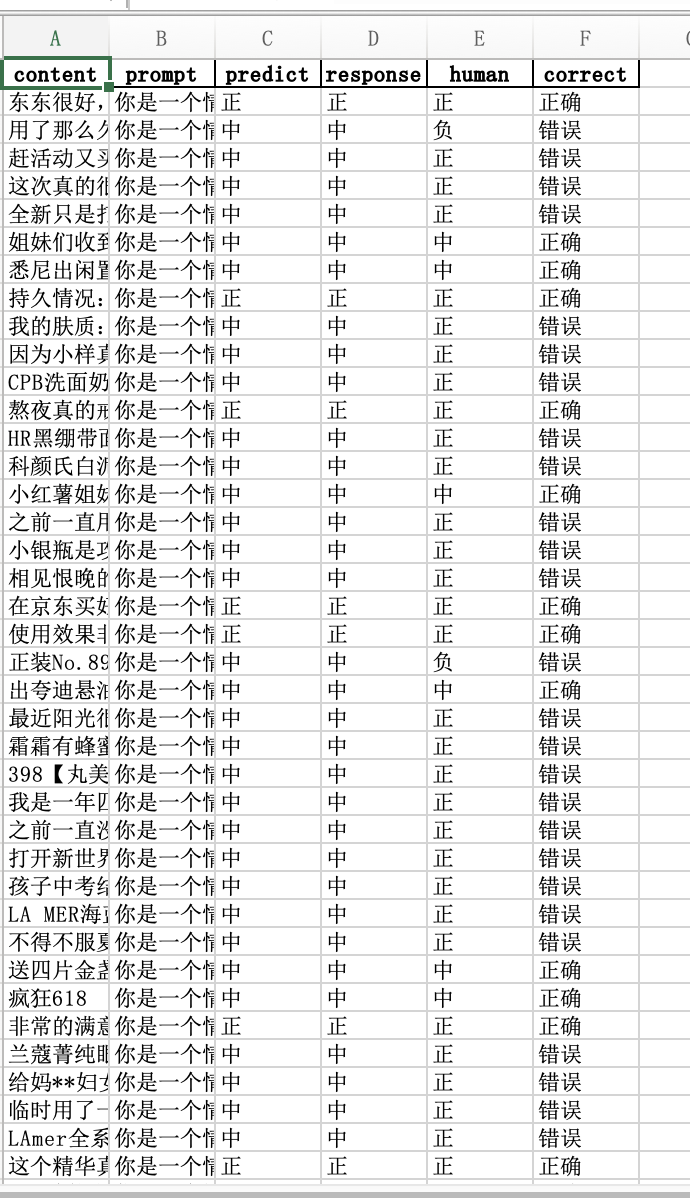 A B C D E F
content prompt predict response human correct
东东很好， 你是一个情 正 正 正 正确
用了那么久 你是一个情 中 中 负 错误
赶活动又买 你是一个情 中 中 正 错误
这次真的很 你是一个情 中 中 正 错误
全新只是打 你是一个情 中 中 正 错误
姐妹们收到 你是一个情 中 中 中 正确
悉尼出闲置 你是一个情 中 中 中 正确
持久情况： 你是一个情 正 正 正 正确
我的肤质： 你是一个情 中 中 正 错误
因为小样真 你是一个情 中 中 正 错误
CPB洗面奶 你是一个情 中 中 正 错误
熬夜真的 你是一个情 正 正 正 正确
HR黑绷带面 你是一个情 中 中 正 错误
科颜氏白泥 你是一个情 中 中 正 错误
小红薯姐妹 你是一个情 中 中 中 正确
之前一直用 你是一个情 中 中 正 错误
小银瓶是攻 你是一个情 中 中 正 错误
相见恨晚的 你是一个情 中 中 正 错误
在京东买好 你是一个情 正 正 正 正确
使用效果非 你是一个情 正 正 正 正确
正装No.89 你是一个情 中 中 负 错误
出夸迪悬油 你是一个情 中 中 中 正确
最近阳光很 你是一个情 中 中 正 错误
霜霜有蜂蜜 你是一个情 中 中 正 错误
398【丸美 你是一个情 中 中 正 错误
我是一年四 你是一个情 中 中 正 错误
之前一直没 你是一个情 中 中 正 错误
打开新世界 你是一个情 中 中 正 错误
孩子中考结 你是一个情 中 中 正 错误
LA MER海蓝 你是一个情 中 中 正 错误
不得不服夏 你是一个情 中 中 正 错误
送四片金盏 你是一个情 中 中 中 正确
疯狂618 你是一个情 中 中 中 正确
非常的满意 你是一个情 正 正 正 正确
兰蔻菁纯眼 你是一个情 中 中 正 错误
给妈**妇女 你是一个情 中 中 正 错误
临时用了一 你是一个情 中 中 正 错误
LAmer全系 你是一个情 中 中 正 错误
这个精华真 你是一个情 正 正 正 正确